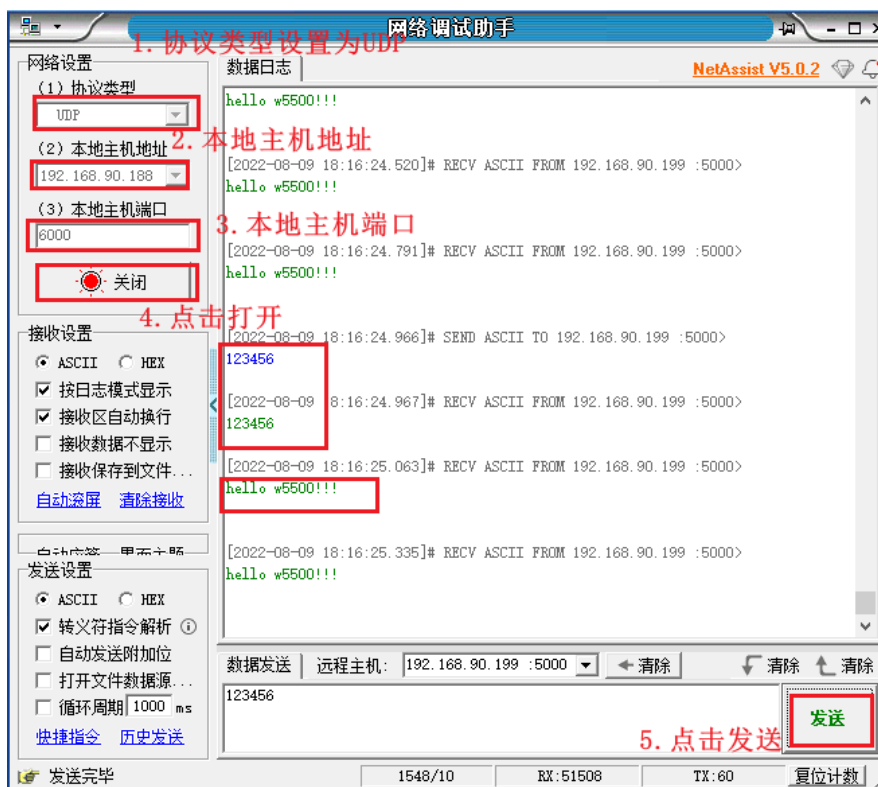 网络调试助手
1. 协议类型设置为UDP
网络设置
(1) 协议类型
UDP
2. 本地主机地址
(2) 本地主机地址
192.168.90.188
(3) 本地主机端口
6000
3. 本地主机端口
关闭
4. 点击打开
接收设置
ASCII HEX
按日志模式显示
接收区自动换行
接收数据不显示
接收保存到文件...
自动滚屏 清除接收
发送设置
ASCII HEX
转义符指令解析
自动发送附加位
打开文件数据源...
循环周期 1000 ms
快捷指令 历史发送
数据日志
NetAssist V5.0.2
hello w5500!!!
[2022-08-09 18:16:24.520]# RECV ASCII FROM 192.168.90.199 :5000>
hello w5500!!!
[2022-08-09 18:16:24.791]# RECV ASCII FROM 192.168.90.199 :5000>
hello w5500!!!
[2022-08-09 18:16:24.966]# SEND ASCII TO 192.168.90.199 :5000>
123456
[2022-08-09 18:16:24.967]# RECV ASCII FROM 192.168.90.199 :5000>
123456
[2022-08-09 18:16:25.063]# RECV ASCII FROM 192.168.90.199 :5000>
hello w5500!!!
[2022-08-09 18:16:25.335]# RECV ASCII FROM 192.168.90.199 :5000>
hello w5500!!!
数据发送 远程主机: 192.168.90.199 :5000 清除 清除 清除
123456
发送
5. 点击发送
发送完毕 1548/10 RX:51508 TX:60 复位计数